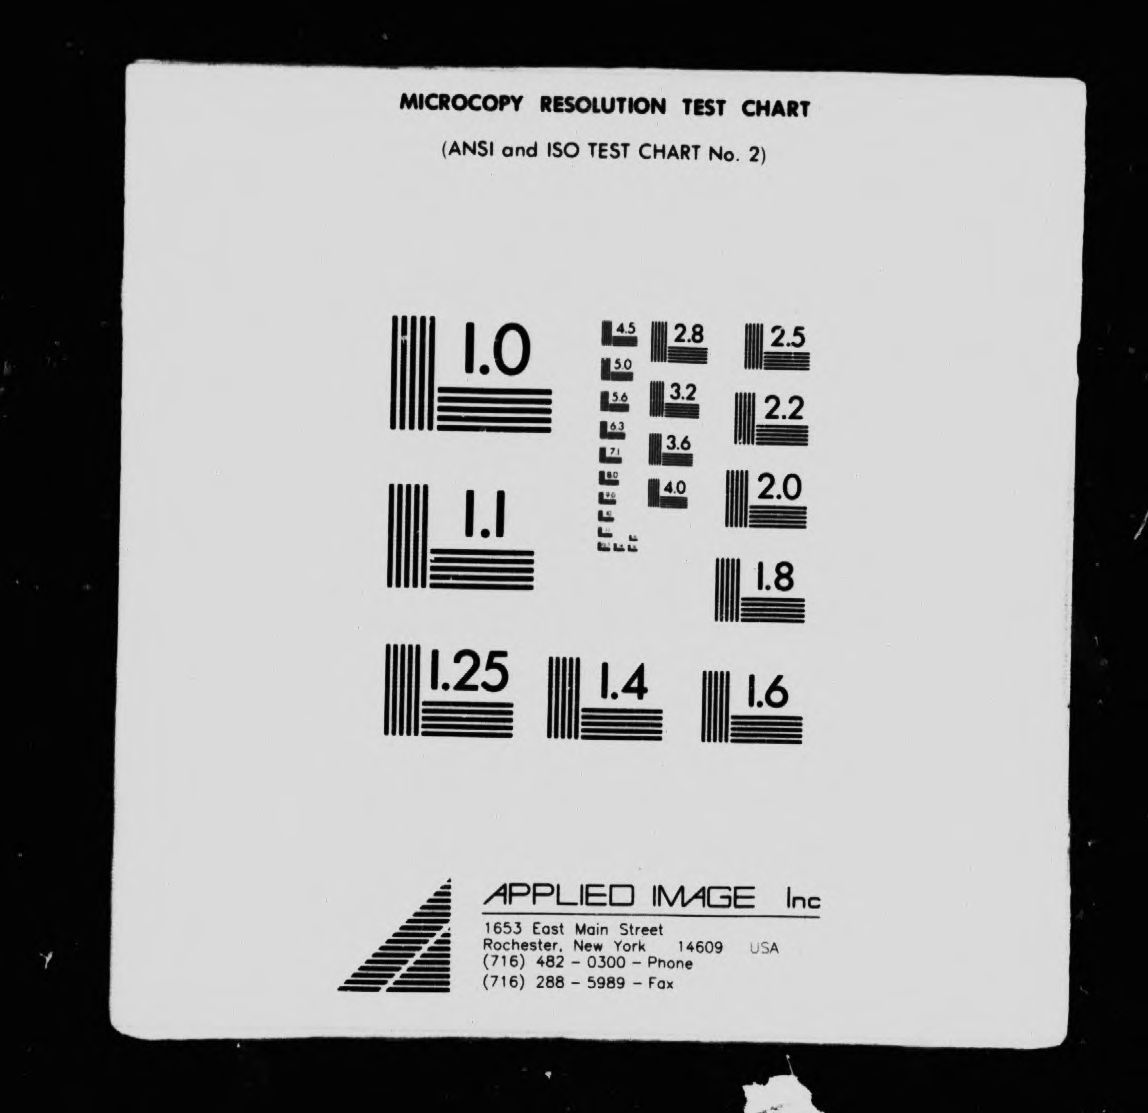 MICROCOPY RESOLUTION TEST CHART
(ANSI and ISO TEST CHART No. 2)
1.0
1.1
1.25
1.4
1.6
1.8
2.0
2.2
2.5
2.8
3.2
3.6
4.0
4.5
5.0
5.6
6.3
7.1
8.0
9.0
APPLIED IMAGE Inc
1653 East Main Street
Rochester, New York 14609 USA
(716) 482 - 0300 - Phone
(716) 288 - 5989 - Fax